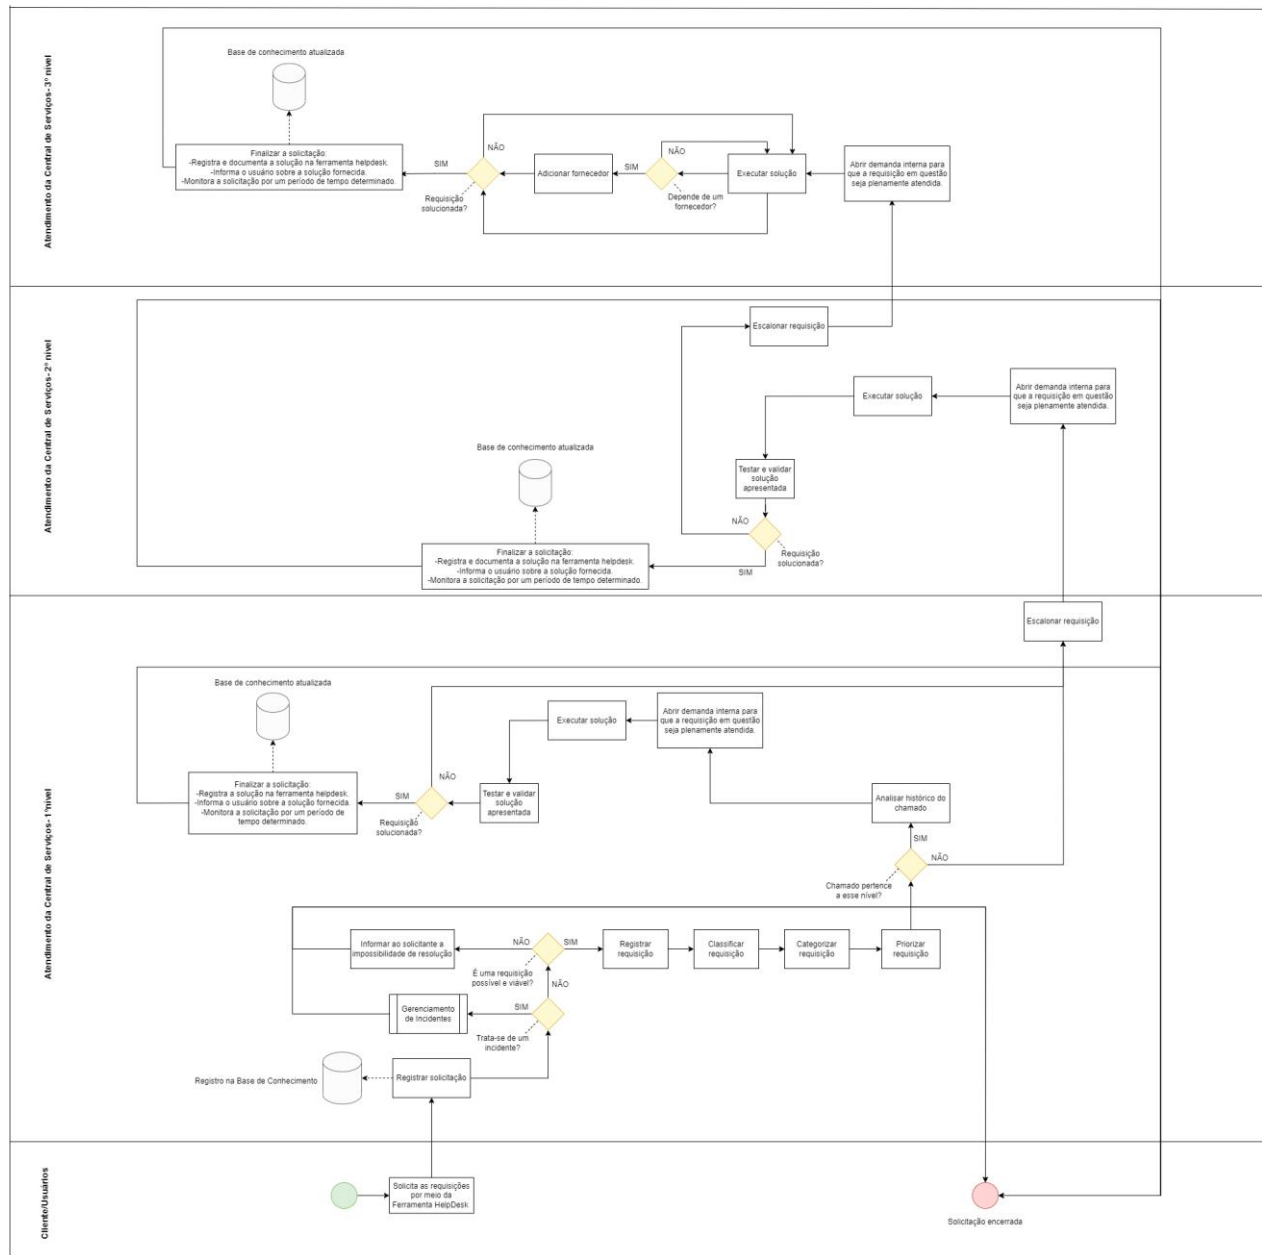 Atendimento da Central de Serviços- 3º nível
Base de conhecimento atualizada
Finalizar a solicitação:
-Registra e documenta a solução na ferramenta helpdesk.
-Informa o usuário sobre a solução fornecida.
-Monitora a solicitação por um período de tempo determinado.
SIM
NÃO
Requisição
solucionada?
Adicionar fornecedor
SIM
NÃO
Depende de um
fornecedor?
Executar solução
Abrir demanda interna para
que a requisição em questão
seja plenamente atendida.
Atendimento da Central de Serviços- 2º nível
Escalonar requisição
Executar solução
Abrir demanda interna para
que a requisição em questão
seja plenamente atendida.
Base de conhecimento atualizada
Testar e validar
solução
apresentada
NÃO
Requisição
solucionada?
SIM
Finalizar a solicitação:
-Registra e documenta a solução na ferramenta helpdesk.
-Informa o usuário sobre a solução fornecida.
-Monitora a solicitação por um período de tempo determinado.
Atendimento da Central de Serviços- 1ºnível
Escalonar requisição
Base de conhecimento atualizada
Executar solução
Abrir demanda interna para
que a requisição em questão
seja plenamente atendida.
Finalizar a solicitação:
-Registra a solução na ferramenta helpdesk.
-Informa o usuário sobre a solução fornecida.
-Monitora a solicitação por um período de
tempo determinado.
SIM
NÃO
Requisição
solucionada?
Testar e validar
solução
apresentada
Analisar histórico do
chamado
SIM
NÃO
Chamado pertence
a esse nível?
Informar ao solicitante a
impossibilidade de resolução
NÃO
SIM
É uma requisição
possível e viável?
Registrar
requisição
Classificar
requisição
Categorizar
requisição
Priorizar
requisição
NÃO
Gerenciamento
de Incidentes
SIM
Trata-se de um
incidente?
Registro na Base de Conhecimento
Registrar solicitação
Cliente/Usuários
Solicita as requisições
por meio da
Ferramenta HelpDesk
Solicitação encerrada